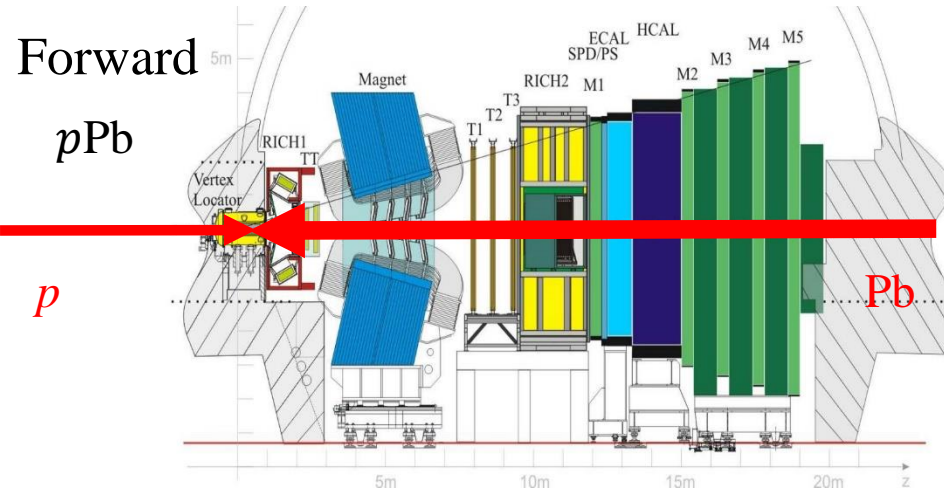 Forward
pPb
5m
Magnet
RICH1
TT
Vertex
Locator
T1
T2
T3
RICH2
SPD/PS
ECAL
HCAL
M1
M2
M3
M4
M5
p
Pb
5m
10m
15m
20m
z